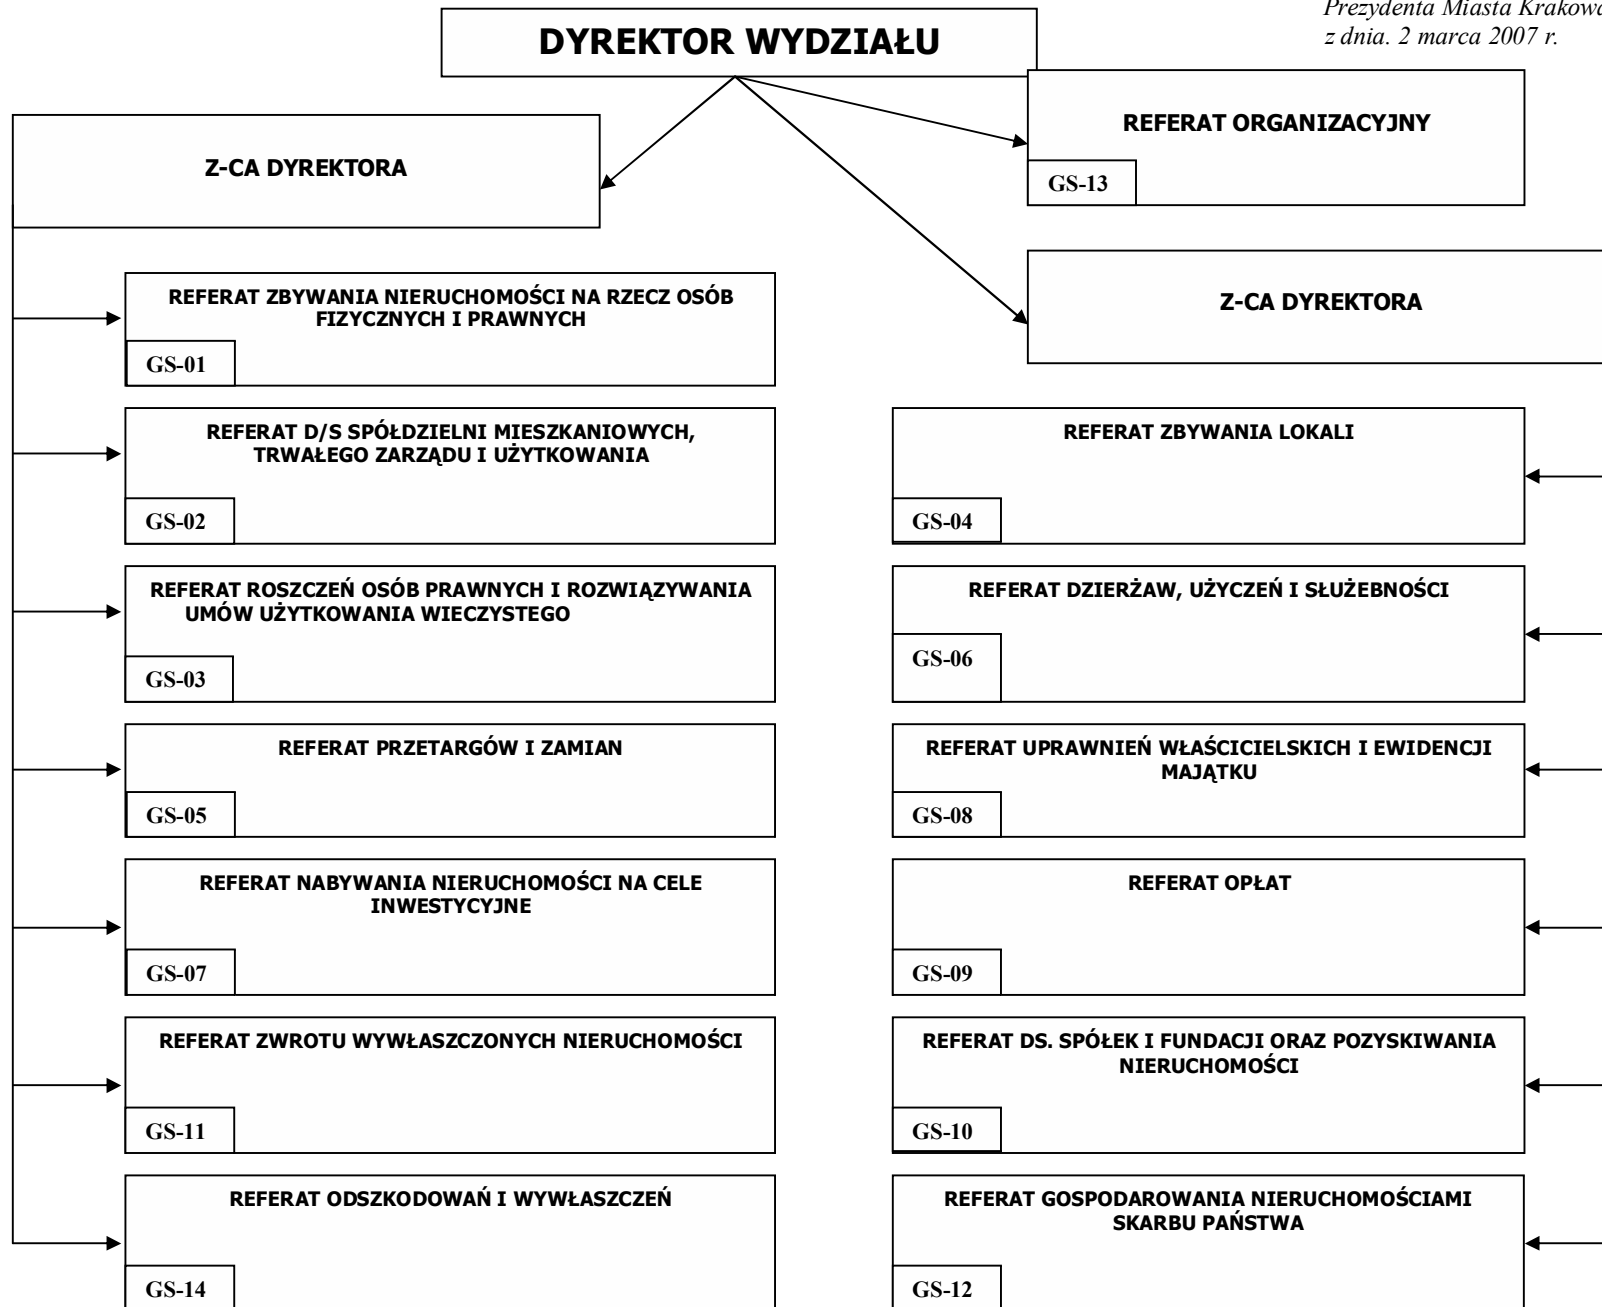 Prezydenta Miasta Krakowa
z dnia. 2 marca 2007 r.
DYREKTOR WYDZIAŁU
REFERAT ORGANIZACYJNY
GS-13
Z-CA DYREKTORA
Z-CA DYREKTORA
REFERAT ZBYWANIA NIERUCHOMOŚCI NA RZECZ OSÓB
FIZYCZNYCH I PRAWNYCH
GS-01
REFERAT D/S SPÓŁDZIELNI MIESZKANIOWYCH,
TRWAŁEGO ZARZĄDU I UŻYTKOWANIA
GS-02
REFERAT ROSZCZEŃ OSÓB PRAWNYCH I ROZWIĄZYWANIA
UMÓW UŻYTKOWANIA WIECZYSTEGO
GS-03
REFERAT PRZETARGÓW I ZAMIAN
GS-05
REFERAT NABYWANIA NIERUCHOMOŚCI NA CELE
INWESTYCYJNE
GS-07
REFERAT ZWROTU WYWŁASZCZONYCH NIERUCHOMOŚCI
GS-11
REFERAT ODSZKODOWAŃ I WYWŁASZCZEŃ
GS-14
REFERAT ZBYWANIA LOKALI
GS-04
REFERAT DZIERŻAW, UŻYCZEŃ I SŁUŻEBNOŚCI
GS-06
REFERAT UPRAWNIEŃ WŁAŚCICIELSKICH I EWIDENCJI
MAJĄTKU
GS-08
REFERAT OPŁAT
GS-09
REFERAT DS. SPÓŁEK I FUNDACJI ORAZ POZYSKIWANIA
NIERUCHOMOŚCI
GS-10
REFERAT GOSPODAROWANIA NIERUCHOMOŚCIAMI
SKARBU PAŃSTWA
GS-12